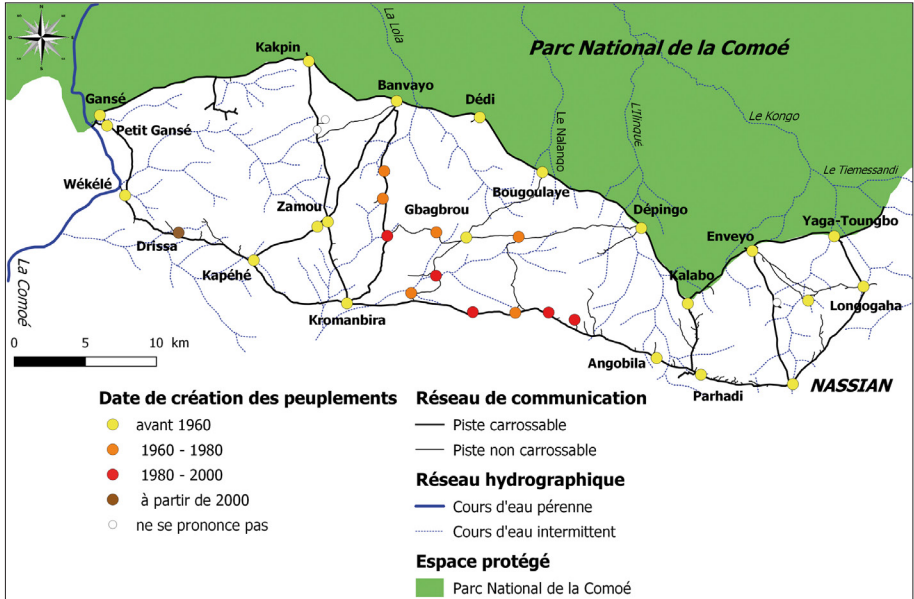 La Lola
Parc National de la Comoé
Kakpin
Banvayo
Dédi
Gansé
Petit Gansé
Le Kongo
L'Ilinque
Le Tiemessandi
Wékélé
Bougoulaye
Zamou
Gbagbrou
Dépingo
Yaga-Toungbo
Enveyo
Drissa
Kapéhé
La Comoé
Kalabo
Longogaha
Kromanbira
0 5 10 km
Angobila
NASSIAN
Parhadi
Date de création des peuplements
avant 1960
1960 - 1980
1980 - 2000
à partir de 2000
ne se prononce pas
Réseau de communication
Piste carrossable
Piste non carrossable
Réseau hydrographique
Cours d'eau pérenne
Cours d'eau intermittent
Espace protégé
Parc National de la Comoé